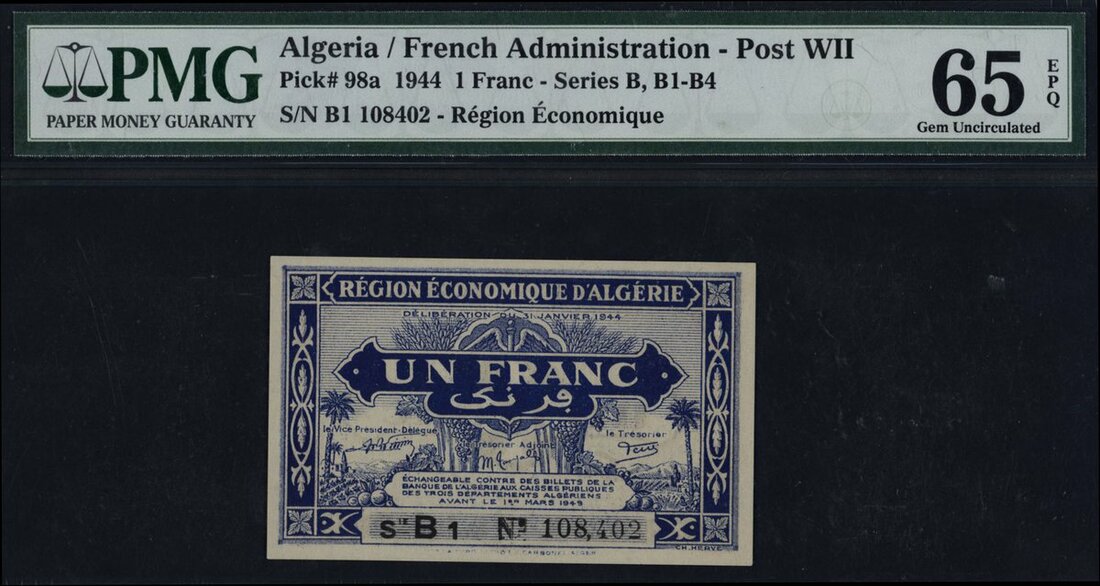 PMG
PAPER MONEY GUARANTY
Algeria / French Administration - Post WII
Pick# 98a 1944 1 Franc - Series B, B1-B4
S/N B1 108402 - Région Économique
65
EPQ
Gem Uncirculated
RÉGION ÉCONOMIQUE D'ALGÉRIE
DÉLIBÉRATION DU 31 JANVIER 1944
UN FRANC
فرنك
le Vice Président-Délégué
le Trésorier Adjoint
le Trésorier
ÉCHANGEABLE CONTRE DES BILLETS DE LA
BANQUE DE L'ALGERIE AUX CAISSES PUBLIQUES
DES TROIS DÉPARTEMENTS ALGÉRIENS
AVANT LE 1ER MARS 1949
SIE B 1 No 108,402
CH. HERVÉ